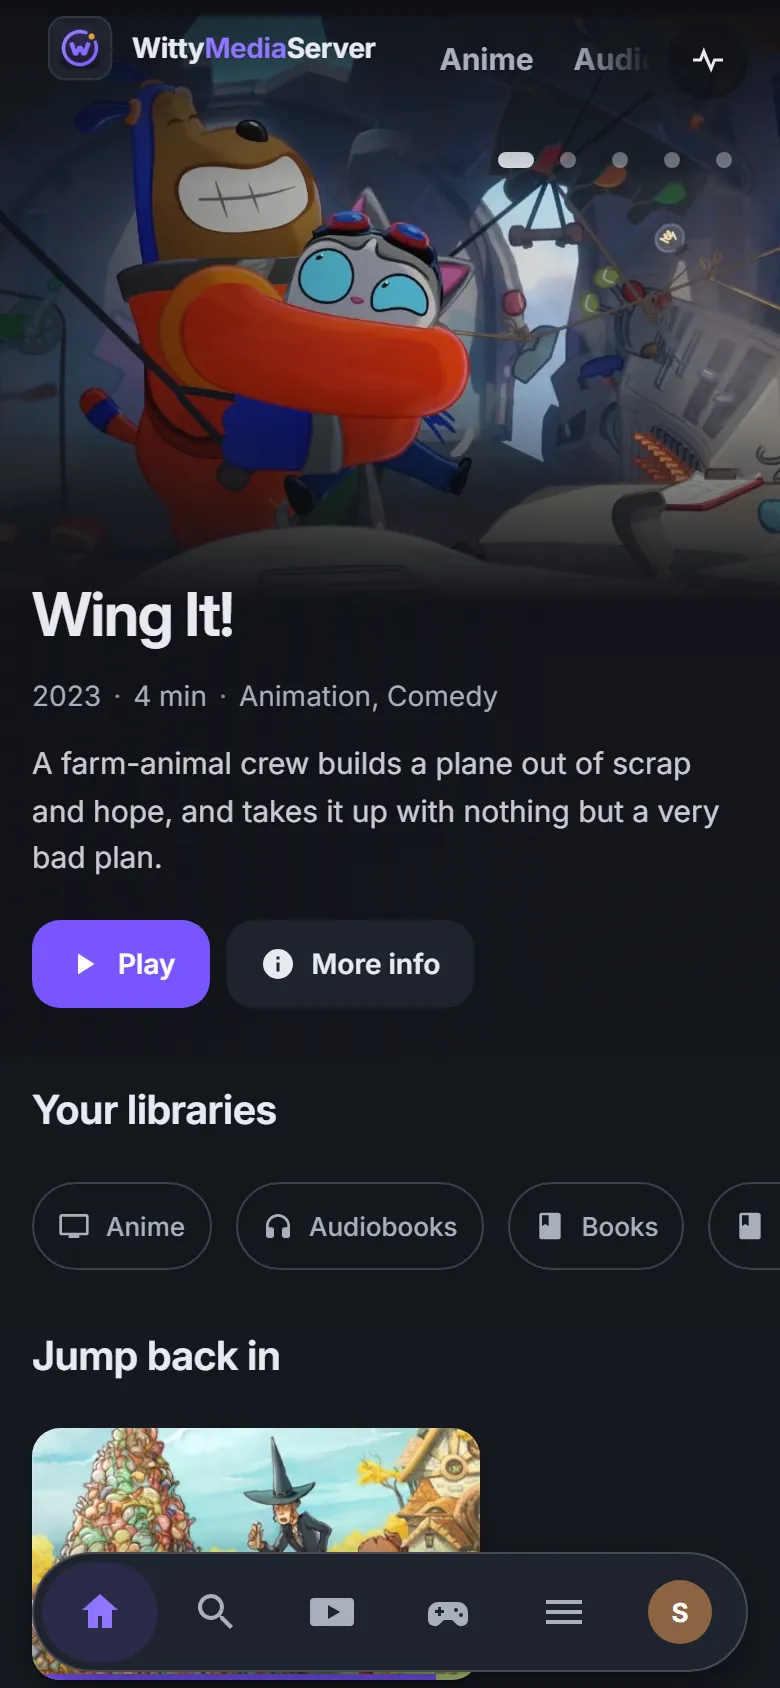 WittyMediaServer
Anime
Wing It!
2023 · 4 min · Animation, Comedy
A farm-animal crew builds a plane out of scrap
and hope, and takes it up with nothing but a very
bad plan.
Play
More info
Your libraries
Anime
Audiobooks
Books
Jump back in
S